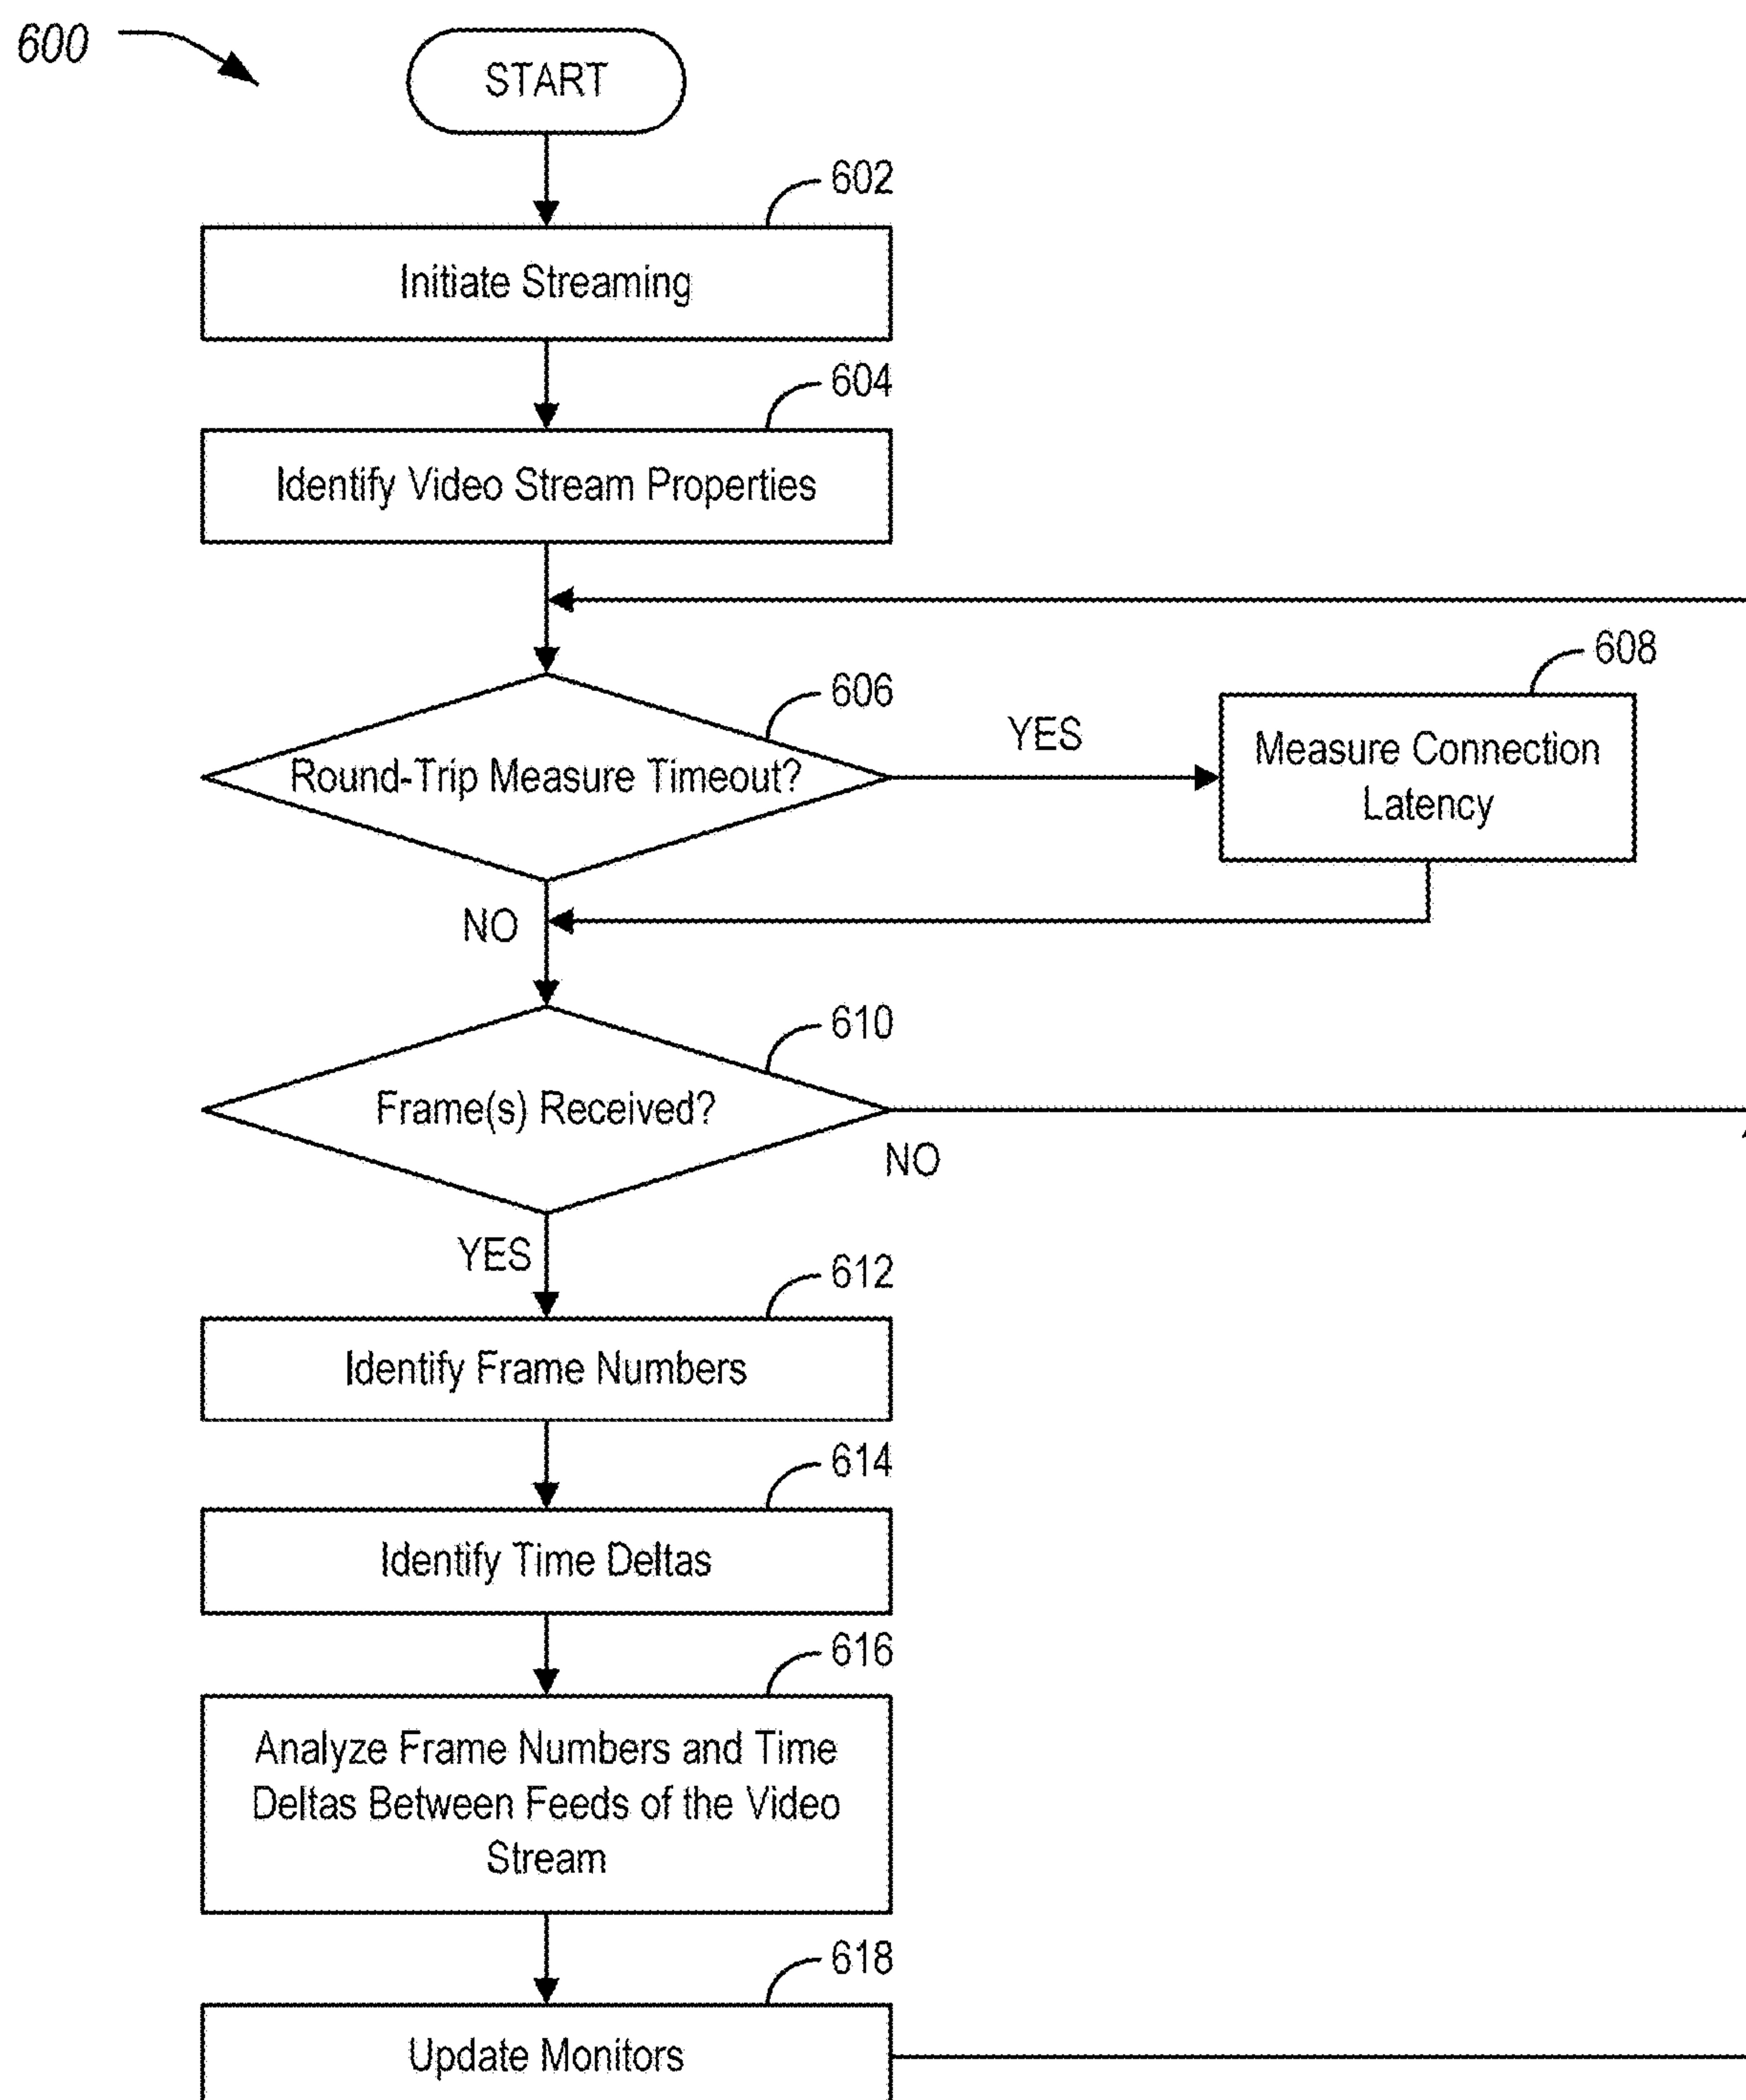 600
START
602
Initiate Streaming
604
Identify Video Stream Properties
606
Round-Trip Measure Timeout?
YES
608
Measure Connection
Latency
NO
610
Frame(s) Received?
NO
YES
612
Identify Frame Numbers
614
Identify Time Deltas
616
Analyze Frame Numbers and Time
Deltas Between Feeds of the Video
Stream
618
Update Monitors